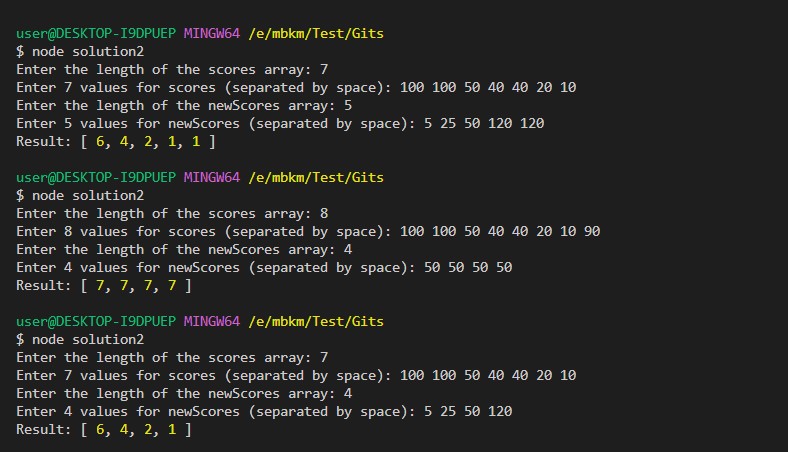 user@DESKTOP-I9DPUEP MINGW64 /e/mbkm/Test/Gits
$ node solution2
Enter the length of the scores array: 7
Enter 7 values for scores (separated by space): 100 100 50 40 40 20 10
Enter the length of the newScores array: 5
Enter 5 values for newScores (separated by space): 5 25 50 120 120
Result: [ 6, 4, 2, 1, 1 ]
user@DESKTOP-I9DPUEP MINGW64 /e/mbkm/Test/Gits
$ node solution2
Enter the length of the scores array: 8
Enter 8 values for scores (separated by space): 100 100 50 40 40 20 10 90
Enter the length of the newScores array: 4
Enter 4 values for newScores (separated by space): 50 50 50 50
Result: [ 7, 7, 7, 7 ]
user@DESKTOP-I9DPUEP MINGW64 /e/mbkm/Test/Gits
$ node solution2
Enter the length of the scores array: 7
Enter 7 values for scores (separated by space): 100 100 50 40 40 20 10
Enter the length of the newScores array: 4
Enter 4 values for newScores (separated by space): 5 25 50 120
Result: [ 6, 4, 2, 1 ]